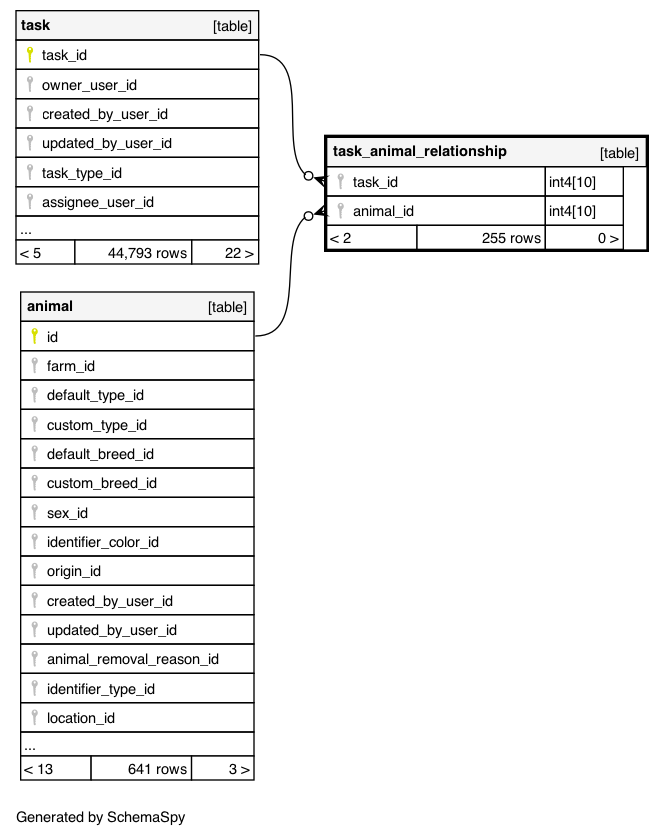 task [table]
task_id
owner_user_id
created_by_user_id
updated_by_user_id
task_type_id
assignee_user_id
...
< 5 44,793 rows 22 >
task_animal_relationship [table]
task_id int4[10]
animal_id int4[10]
< 2 255 rows 0 >
animal [table]
id
farm_id
default_type_id
custom_type_id
default_breed_id
custom_breed_id
sex_id
identifier_color_id
origin_id
created_by_user_id
updated_by_user_id
animal_removal_reason_id
identifier_type_id
location_id
...
< 13 641 rows 3 >
Generated by SchemaSpy